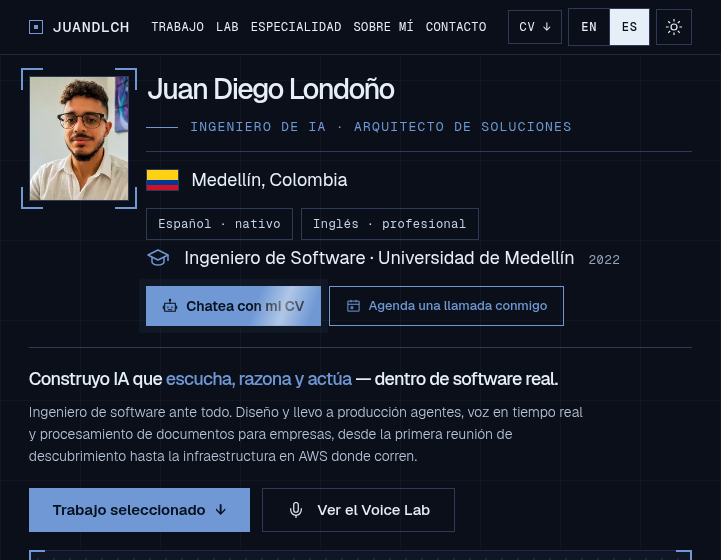 JUANDLCH TRABAJO LAB ESPECIALIDAD SOBRE MÍ CONTACTO CV ↓ EN ES
Juan Diego Londoño
INGENIERO DE IA · ARQUITECTO DE SOLUCIONES
Medellín, Colombia
Español · nativo Inglés · profesional
Ingeniero de Software · Universidad de Medellín 2022
Chatea con mi CV Agenda una llamada conmigo
Construyo IA que escucha, razona y actúa — dentro de software real.
Ingeniero de software ante todo. Diseño y llevo a producción agentes, voz en tiempo real
y procesamiento de documentos para empresas, desde la primera reunión de
descubrimiento hasta la infraestructura en AWS donde corren.
Trabajo seleccionado ↓ Ver el Voice Lab